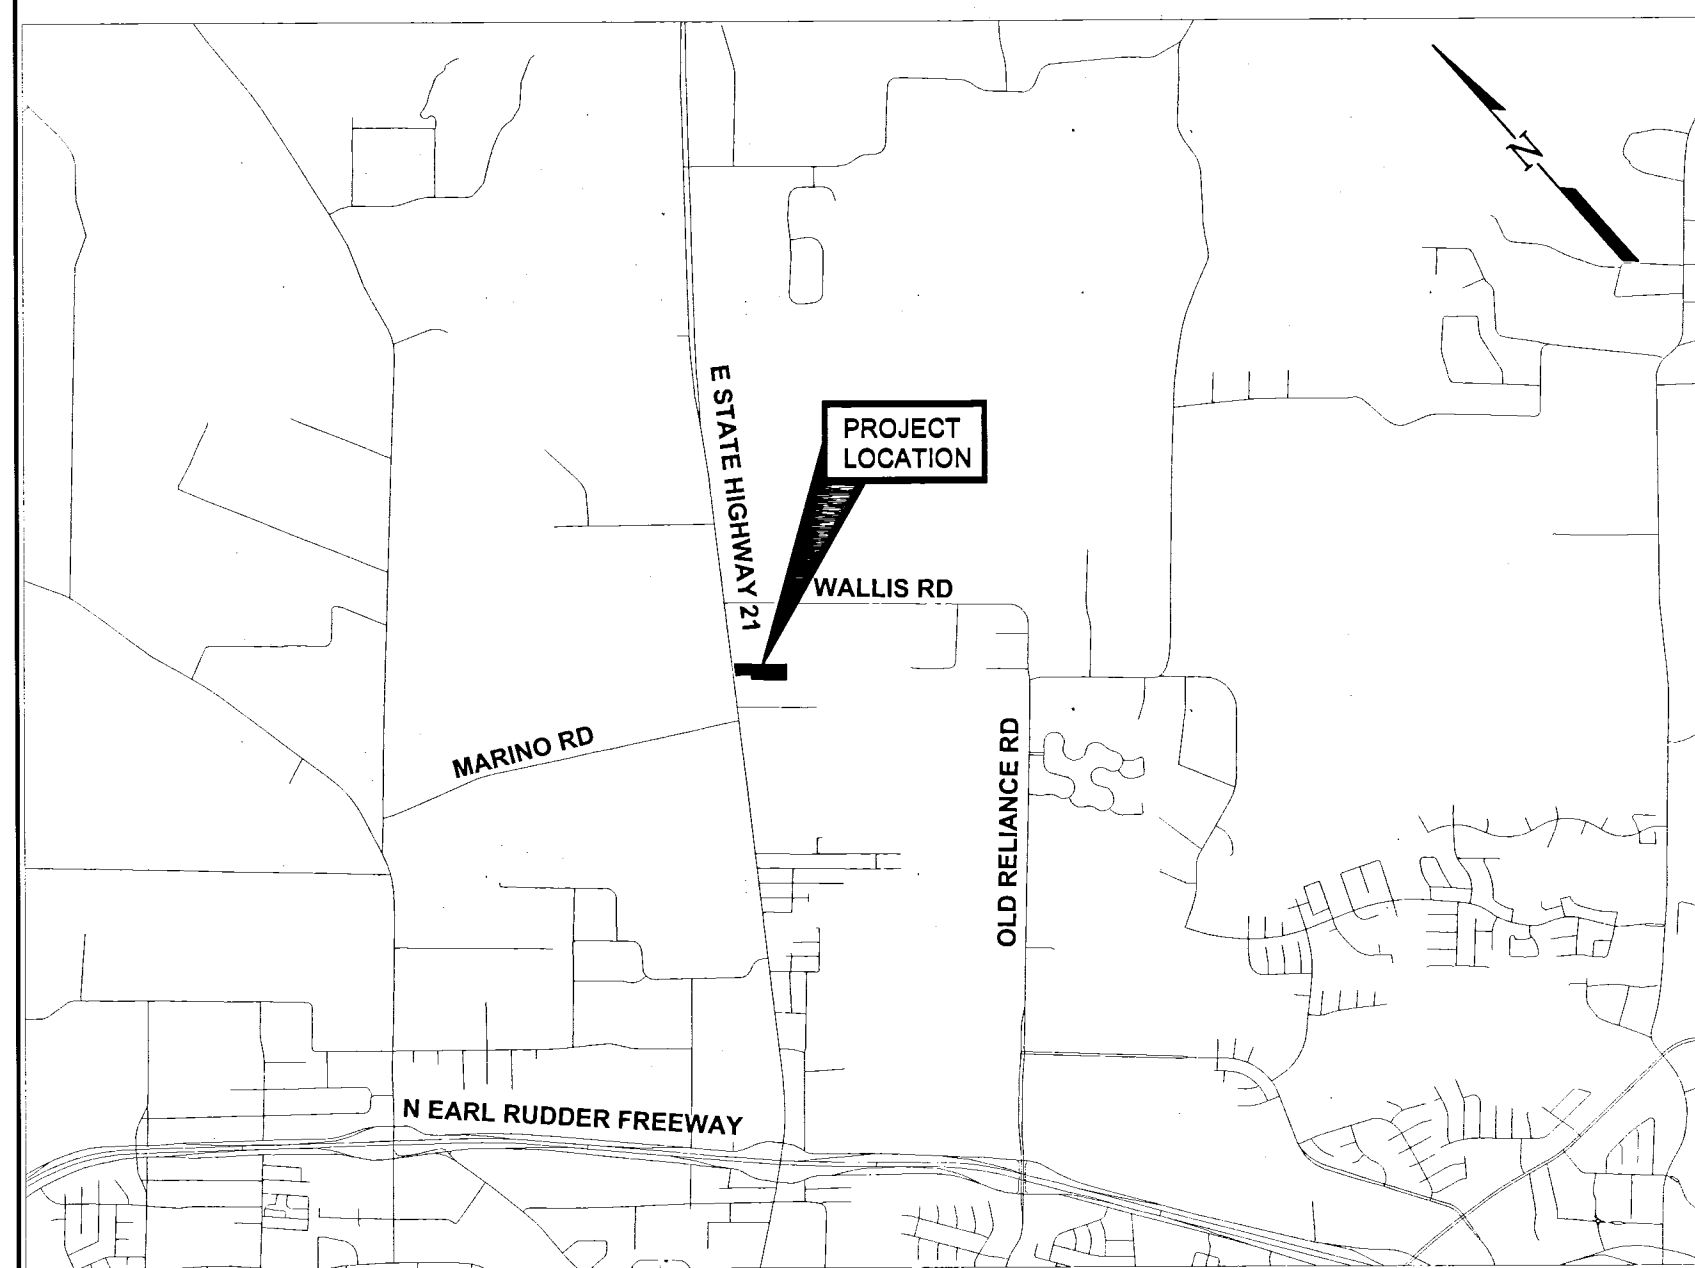 N
E STATE HIGHWAY 21
PROJECT
LOCATION
WALLIS RD
MARINO RD
OLD RELIANCE RD
N EARL RUDDER FREEWAY